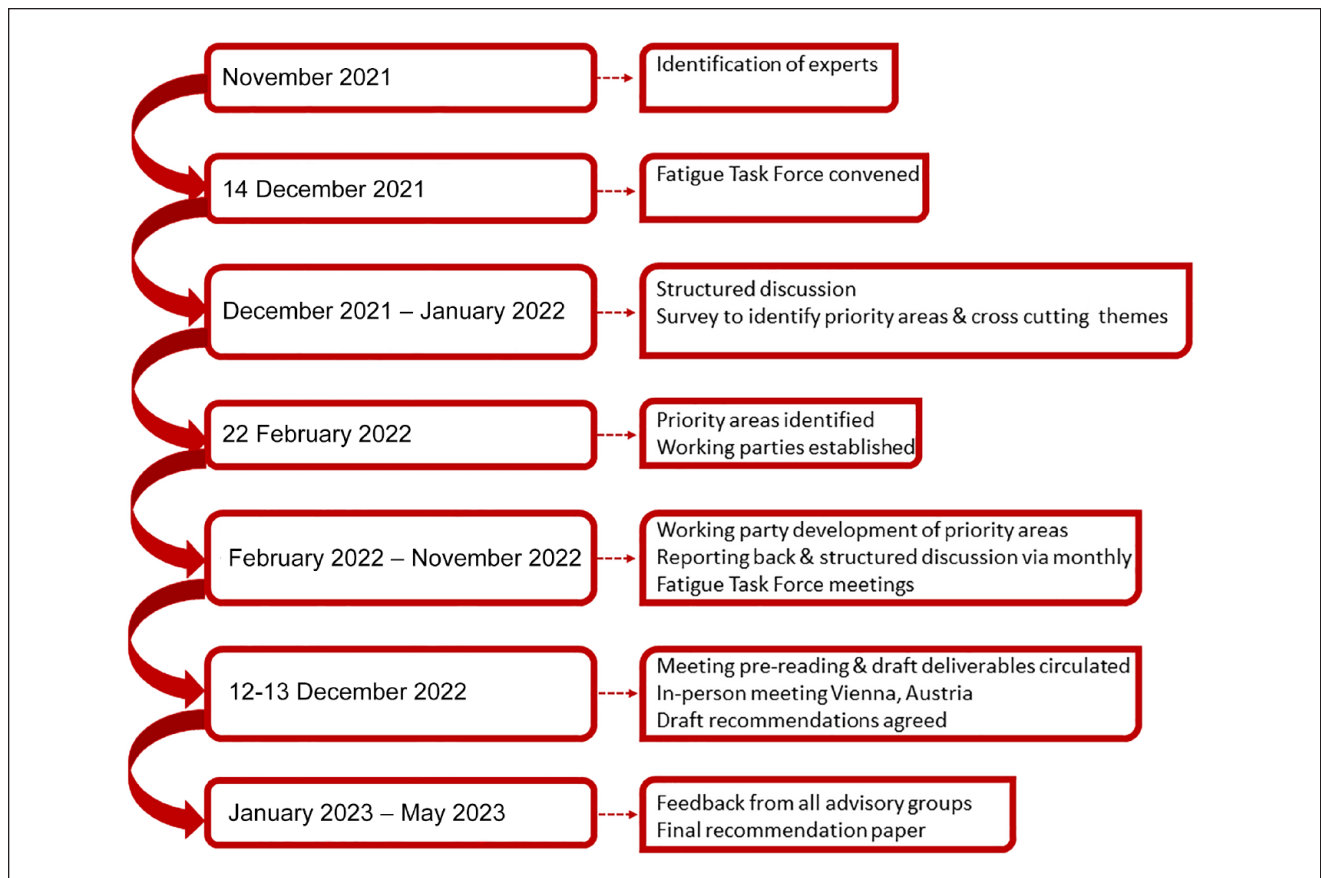 November 2021
Identification of experts
14 December 2021
Fatigue Task Force convened
December 2021 – January 2022
Structured discussion
Survey to identify priority areas & cross cutting themes
22 February 2022
Priority areas identified
Working parties established
February 2022 – November 2022
Working party development of priority areas
Reporting back & structured discussion via monthly
Fatigue Task Force meetings
12-13 December 2022
Meeting pre-reading & draft deliverables circulated
In-person meeting Vienna, Austria
Draft recommendations agreed
January 2023 – May 2023
Feedback from all advisory groups
Final recommendation paper